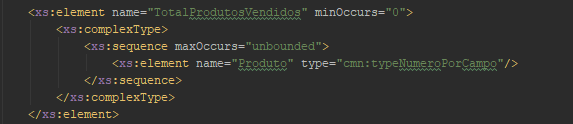 <xs:element name="TotalProdutosVendidos" minOccurs="0">
<xs:complexType>
<xs:sequence maxOccurs="unbounded">
<xs:element name="Produto" type="cmn:typeNumeroPorCampo"/>
</xs:sequence>
</xs:complexType>
</xs:element>